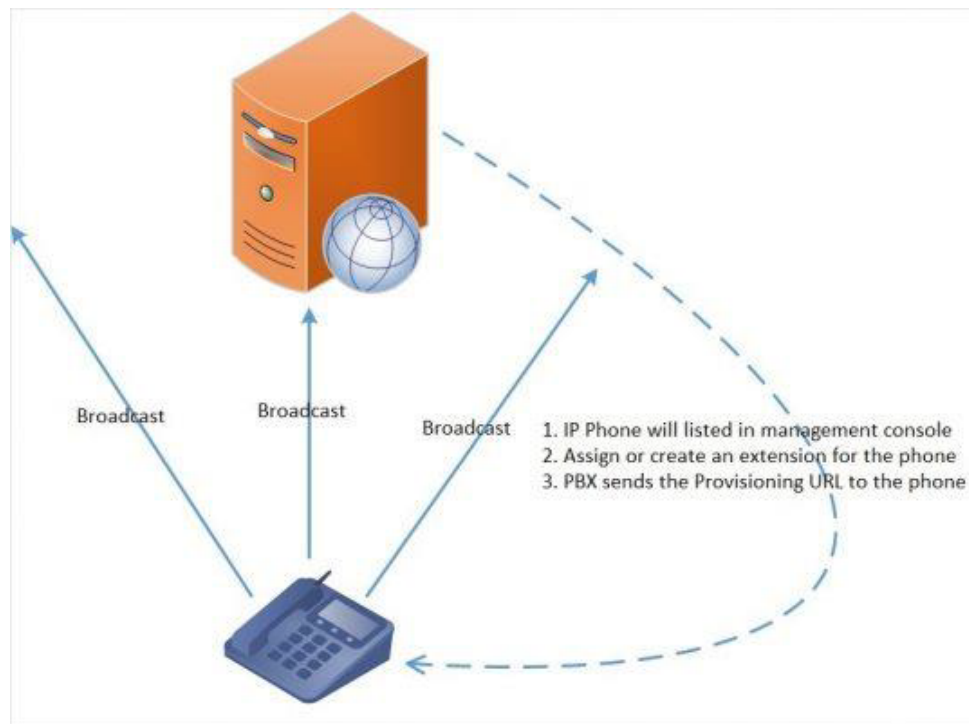 Broadcast
Broadcast
Broadcast
1. IP Phone will listed in management console
2. Assign or create an extension for the phone
3. PBX sends the Provisioning URL to the phone